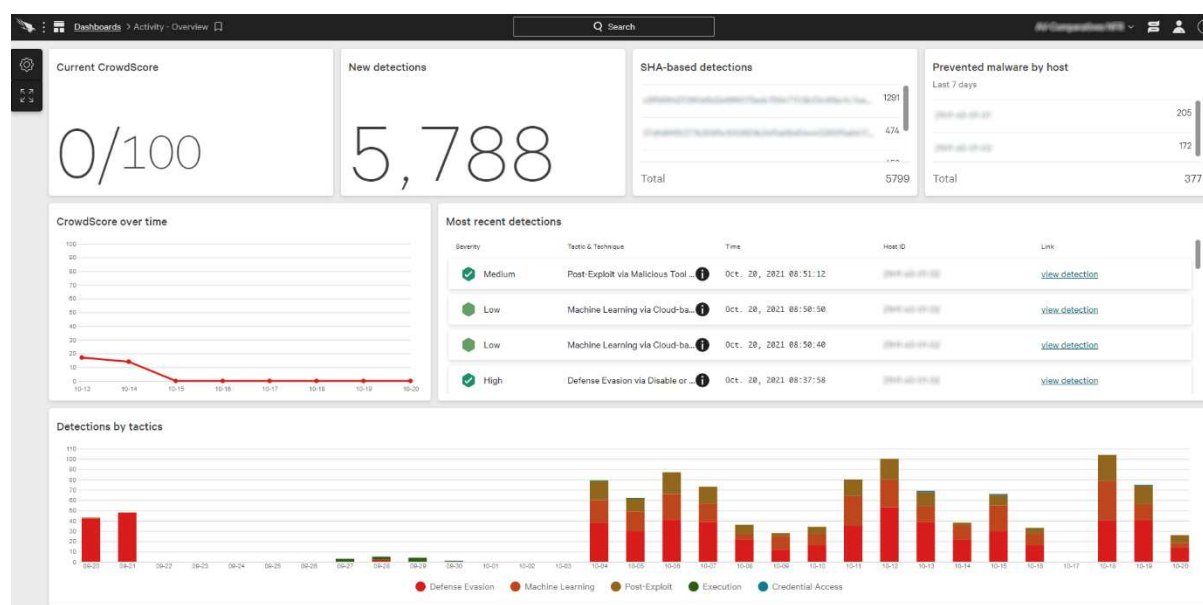 Dashboards > Activity - Overview
Search
Current CrowdScore
0/100
New detections
5,788
SHA-based detections
1291
474
Total 5799
Prevented malware by host
Last 7 days
205
172
Total 377
CrowdScore over time
100
90
80
70
60
50
40
30
20
10
0
10-13 10-14 10-15 10-16 10-17 10-18 10-19 10-20
Most recent detections
Severity Tactic & Technique Time Host ID Link
Medium Post-Exploit via Malicious Tool ... Oct. 20, 2021 08:51:12 view detection
Low Machine Learning via Cloud-ba... Oct. 20, 2021 08:50:50 view detection
Low Machine Learning via Cloud-ba... Oct. 20, 2021 08:50:40 view detection
High Defense Evasion via Disable or ... Oct. 20, 2021 08:37:58 view detection
Detections by tactics
110
100
90
80
70
60
50
40
30
20
10
0
09-20 09-21 09-22 09-23 09-24 09-25 09-26 09-27 09-28 09-29 09-30 10-01 10-02 10-03 10-04 10-05 10-06 10-07 10-08 10-09 10-10 10-11 10-12 10-13 10-14 10-15 10-16 10-17 10-18 10-19 10-20
Defense Evasion Machine Learning Post-Exploit Execution Credential Access